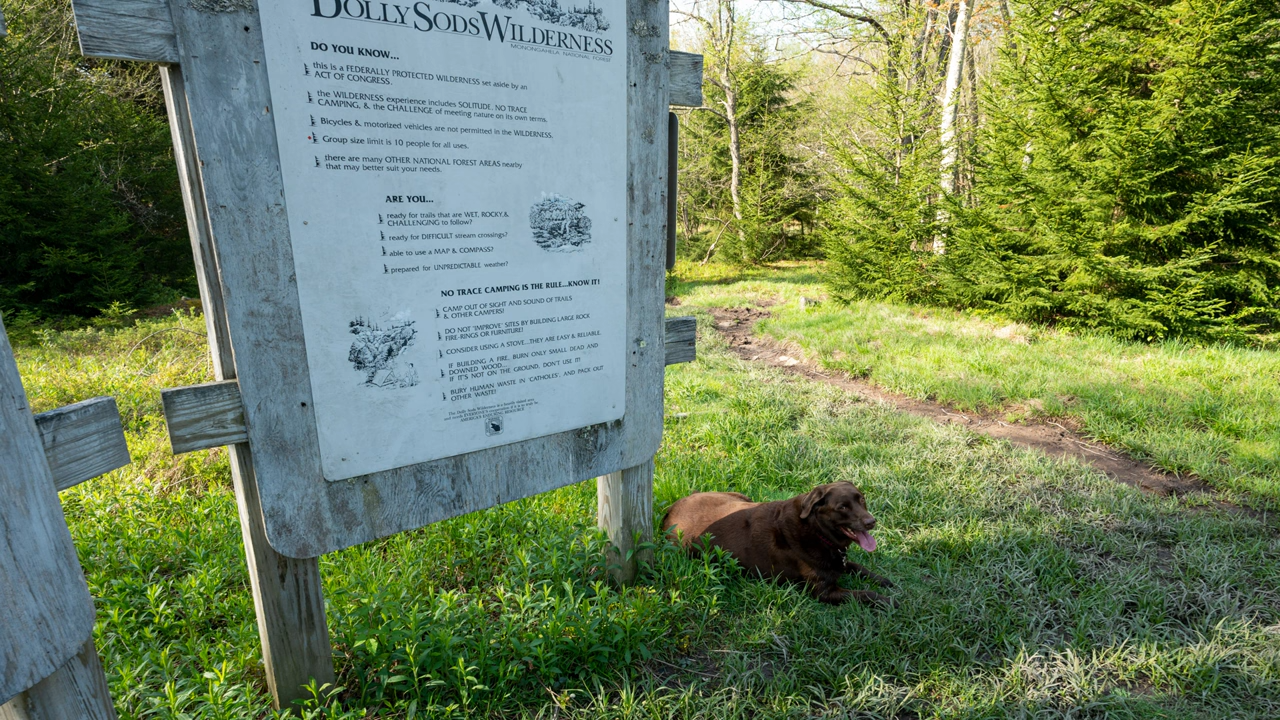 DOLLY SODS WILDERNESS
MONONGAHELA NATIONAL FOREST
DO YOU KNOW...
this is a FEDERALLY PROTECTED WILDERNESS set aside by an
ACT OF CONGRESS.
the WILDERNESS experience includes SOLITUDE, NO TRACE
CAMPING, & the CHALLENGE of meeting nature on its own terms.
Bicycles & motorized vehicles are not permitted in the WILDERNESS.
Group size limit is 10 people for all uses.
there are many OTHER NATIONAL FOREST AREAS nearby
that may better suit your needs.
ARE YOU...
ready for trails that are WET, ROCKY,&
CHALLENGING to follow?
ready for DIFFICULT stream crossings?
able to use a MAP & COMPASS?
prepared for UNPREDICTABLE weather?
NO TRACE CAMPING IS THE RULE...KNOW IT!
CAMP OUT OF SIGHT AND SOUND OF TRAILS
& OTHER CAMPERS!
DO NOT 'IMPROVE' SITES BY BUILDING LARGE ROCK
FIRE-RINGS OR FURNITURE!
CONSIDER USING A STOVE...THEY ARE EASY & RELIABLE.
IF BUILDING A FIRE, BURN ONLY SMALL DEAD AND
DOWNED WOOD...
IF IT'S NOT ON THE GROUND, DON'T USE IT!
BURY HUMAN WASTE IN 'CATHOLES', AND PACK OUT
OTHER WASTE!
The Dolly Sods Wilderness is a